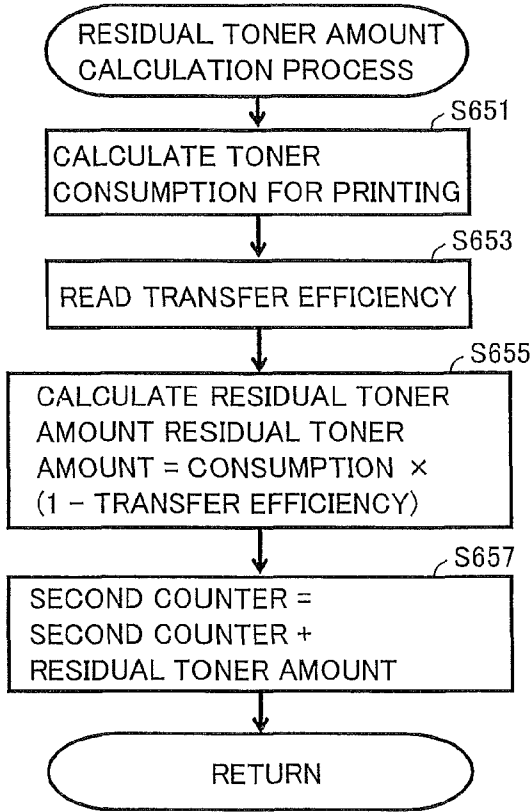 RESIDUAL TONER AMOUNT
CALCULATION PROCESS
S651
CALCULATE TONER
CONSUMPTION FOR PRINTING
S653
READ TRANSFER EFFICIENCY
S655
CALCULATE RESIDUAL TONER
AMOUNT RESIDUAL TONER
AMOUNT = CONSUMPTION ×
(1 − TRANSFER EFFICIENCY)
S657
SECOND COUNTER =
SECOND COUNTER +
RESIDUAL TONER AMOUNT
RETURN